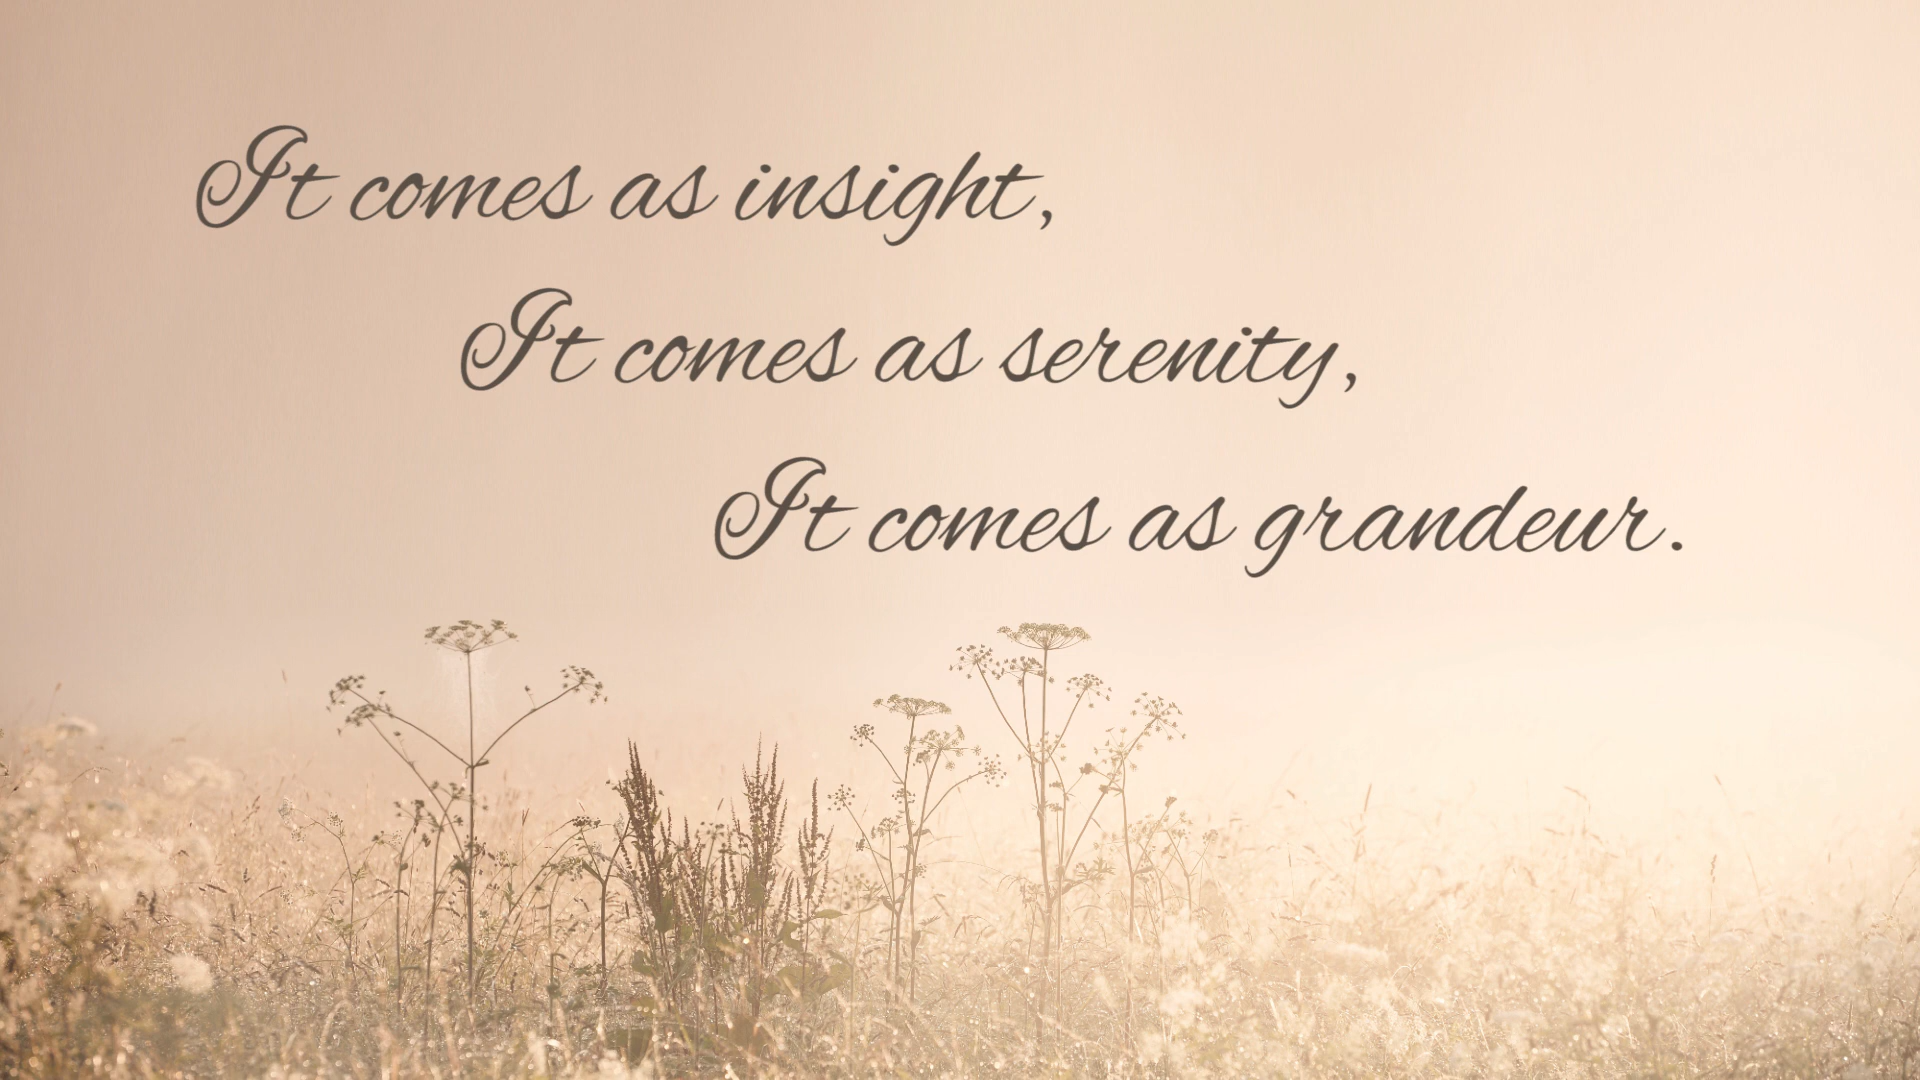 It comes as insight,
It comes as serenity,
It comes as grandeur.